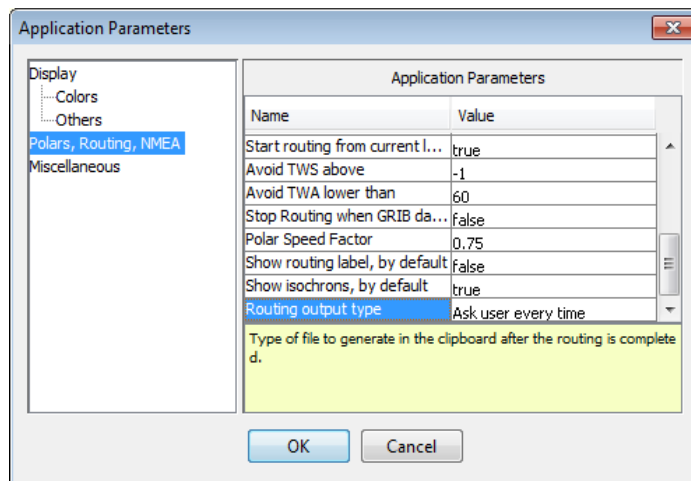 Application Parameters
Display
Colors
Others
Polars, Routing, NMEA
Miscellaneous
Application Parameters
Name Value
Start routing from current l... true
Avoid TWS above -1
Avoid TWA lower than 60
Stop Routing when GRIB da... false
Polar Speed Factor 0.75
Show routing label, by default false
Show isochrons, by default true
Routing output type Ask user every time
Type of file to generate in the clipboard after the routing is complete
d.
OK Cancel